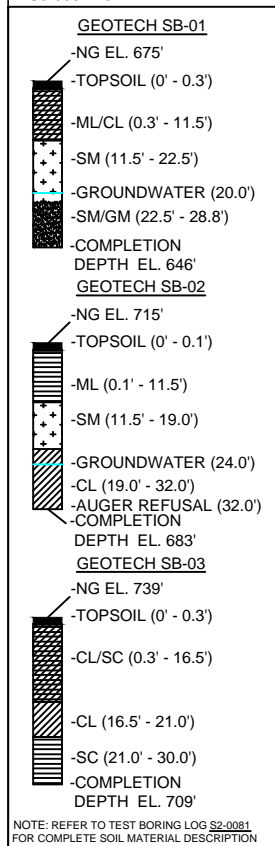 GEOTECH SB-01
-NG EL. 675'
-TOPSOIL (0' - 0.3')
-ML/CL (0.3' - 11.5')
-SM (11.5' - 22.5')
-GROUNDWATER (20.0')
-SM/GM (22.5' - 28.8')
-COMPLETION
DEPTH EL. 646'
GEOTECH SB-02
-NG EL. 715'
-TOPSOIL (0' - 0.1')
-ML (0.1' - 11.5')
-SM (11.5' - 19.0')
-GROUNDWATER (24.0')
-CL (19.0' - 32.0')
-AUGER REFUSAL (32.0')
-COMPLETION
DEPTH EL. 683'
GEOTECH SB-03
-NG EL. 739'
-TOPSOIL (0' - 0.3')
-CL/SC (0.3' - 16.5')
-CL (16.5' - 21.0')
-SC (21.0' - 30.0')
-COMPLETION
DEPTH EL. 709'
NOTE: REFER TO TEST BORING LOG S2-0081
FOR COMPLETE SOIL MATERIAL DESCRIPTION